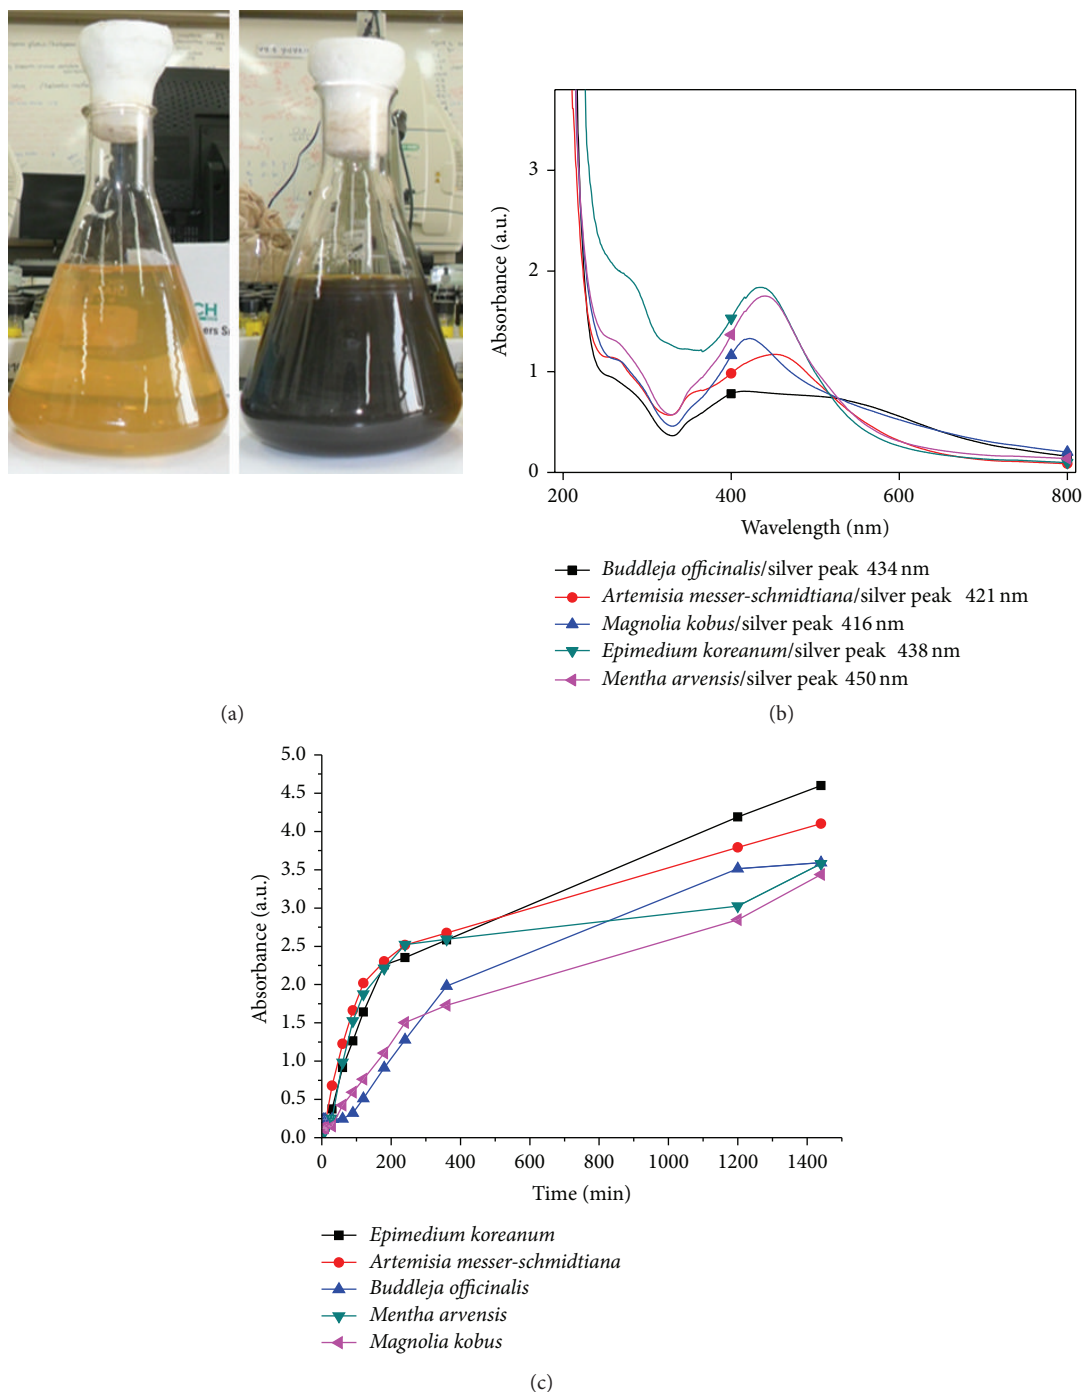 CH
ers S
3
2
1
0
Absorbance (a.u.)
200
400
600
800
Wavelength (nm)
Buddleja officinalis/silver peak 434 nm
Artemisia messer-schmidtiana/silver peak 421 nm
Magnolia kobus/silver peak 416 nm
Epimedium koreanum/silver peak 438 nm
Mentha arvensis/silver peak 450 nm
(a)
(b)
5.0
4.5
4.0
3.5
3.0
2.5
2.0
1.5
1.0
0.5
0.0
Absorbance (a.u.)
0
200
400
600
800
1000
1200
1400
Time (min)
Epimedium koreanum
Artemisia messer-schmidtiana
Buddleja officinalis
Mentha arvensis
Magnolia kobus
(c)